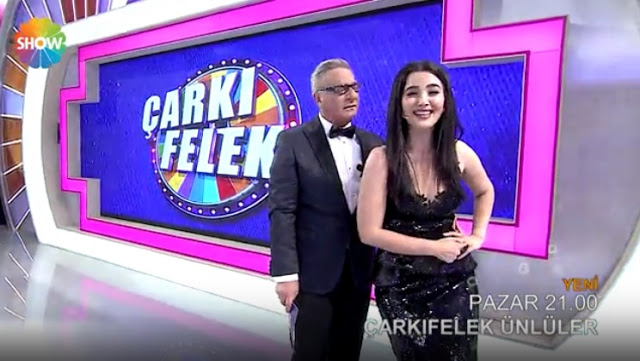 SHOW
ÇARKI
FELEK
YENİ
PAZAR 21.00
ÇARKIFELEK ÜNLÜLER